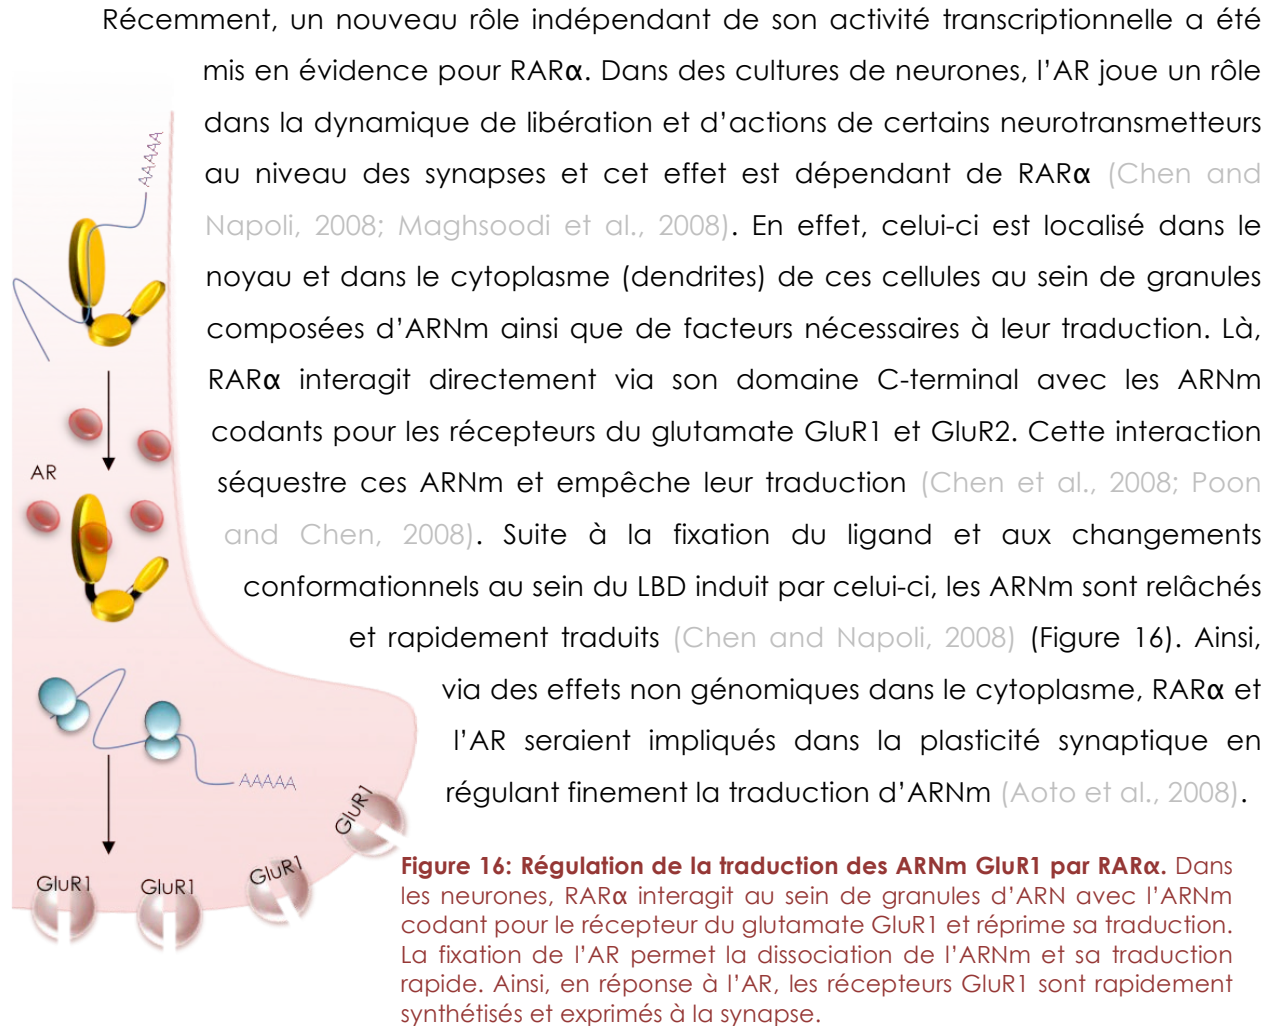 Récemment, un nouveau rôle indépendant de son activité transcriptionnelle a été
mis en évidence pour RARα. Dans des cultures de neurones, l’AR joue un rôle
dans la dynamique de libération et d’actions de certains neurotransmetteurs
au niveau des synapses et cet effet est dépendant de RARα (Chen and
Napoli, 2008; Maghsoodi et al., 2008). En effet, celui-ci est localisé dans le
noyau et dans le cytoplasme (dendrites) de ces cellules au sein de granules
composées d’ARNm ainsi que de facteurs nécessaires à leur traduction. Là,
RARα interagit directement via son domaine C-terminal avec les ARNm
codants pour les récepteurs du glutamate GluR1 et GluR2. Cette interaction
séquestre ces ARNm et empêche leur traduction (Chen et al., 2008; Poon
and Chen, 2008). Suite à la fixation du ligand et aux changements
conformationnels au sein du LBD induit par celui-ci, les ARNm sont relâchés
et rapidement traduits (Chen and Napoli, 2008) (Figure 16). Ainsi,
via des effets non génomiques dans le cytoplasme, RARα et
l’AR seraient impliqués dans la plasticité synaptique en
régulant finement la traduction d’ARNm (Aoto et al., 2008).
AAAAA
AR
AAAAA
GluR1
GluR1
GluR1
GluR1
Figure 16: Régulation de la traduction des ARNm GluR1 par RARα. Dans
les neurones, RARα interagit au sein de granules d’ARN avec l’ARNm
codant pour le récepteur du glutamate GluR1 et réprime sa traduction.
La fixation de l’AR permet la dissociation de l’ARNm et sa traduction
rapide. Ainsi, en réponse à l’AR, les récepteurs GluR1 sont rapidement
synthétisés et exprimés à la synapse.